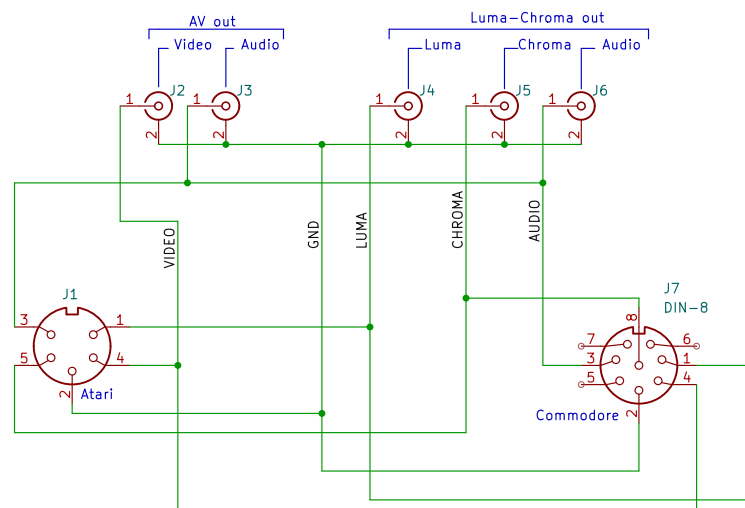 AV out
Luma-Chroma out
Video
Audio
Luma
Chroma
Audio
J2
J3
J4
J5
J6
1
1
1
1
1
2
2
2
2
2
VIDEO
GND
LUMA
CHROMA
AUDIO
J1
3
1
5
4
2
Atari
J7
DIN-8
8
7
6
3
1
5
4
2
Commodore